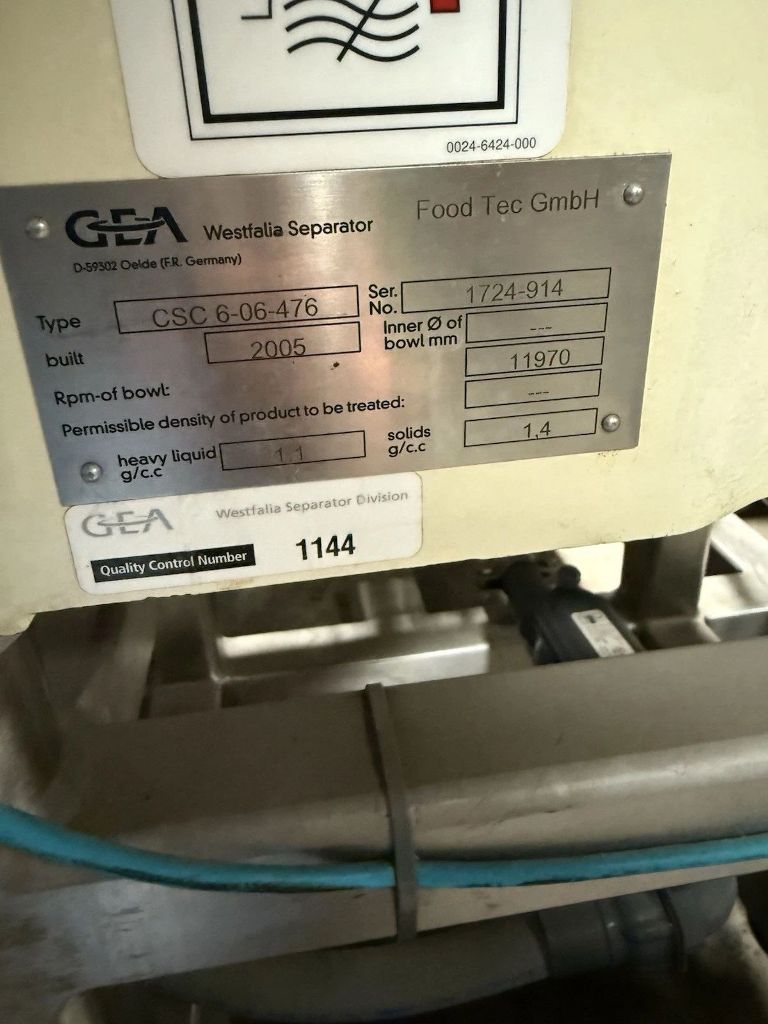 0024-6424-000
GEA Westfalia Separator Food Tec GmbH
D-59302 Oelde (F.R. Germany)
Type CSC 6-06-476 Ser. No. 1724-914
built 2005 Inner Ø of bowl mm ---
Rpm-of bowl: 11970
Permissible density of product to be treated: ---
heavy liquid g/c.c 1.1 solids g/c.c 1,4
GEA Westfalia Separator Division
Quality Control Number 1144